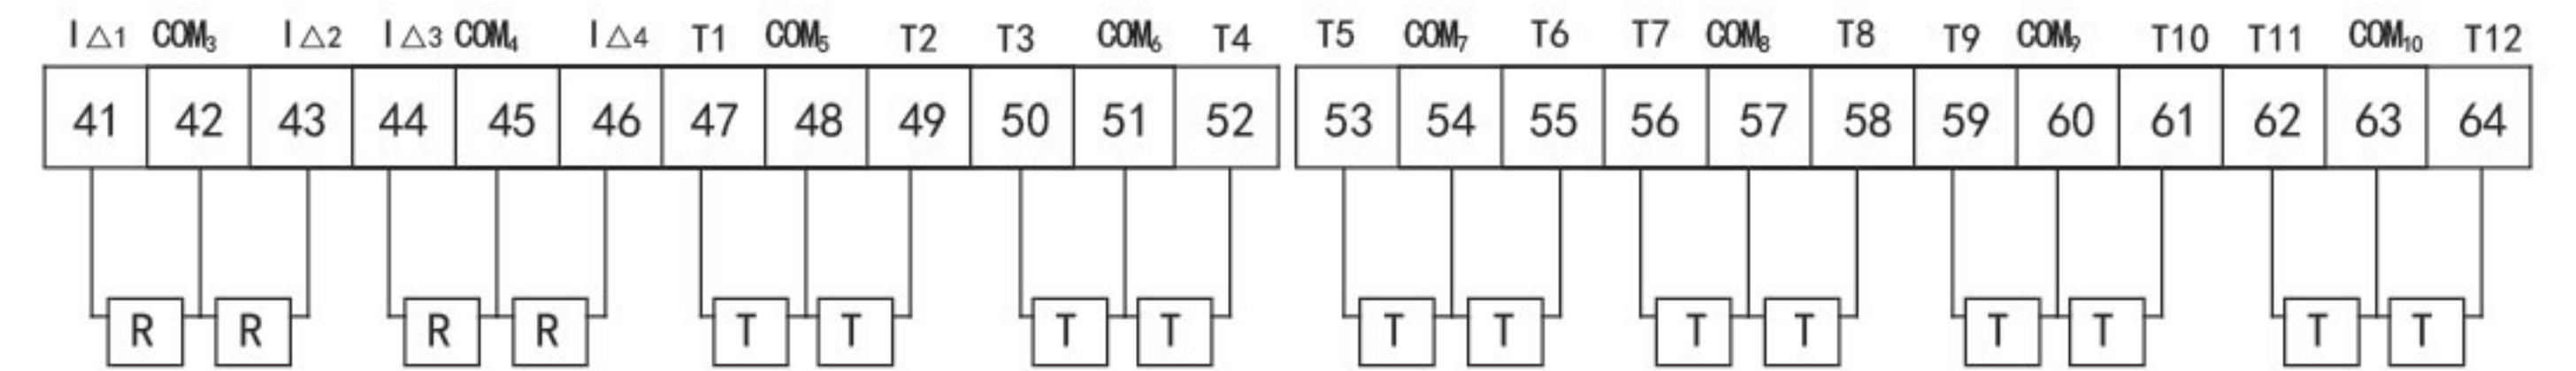 I△1 COM₃ I△2 I△3 COM₄ I△4 T1 COM₅ T2 T3 COM₆ T4 T5 COM₇ T6 T7 COM₈ T8 T9 COM₉ T10 T11 COM₁₀ T12
41 42 43 44 45 46 47 48 49 50 51 52 53 54 55 56 57 58 59 60 61 62 63 64
R R R R T T T T T T T T T T T T